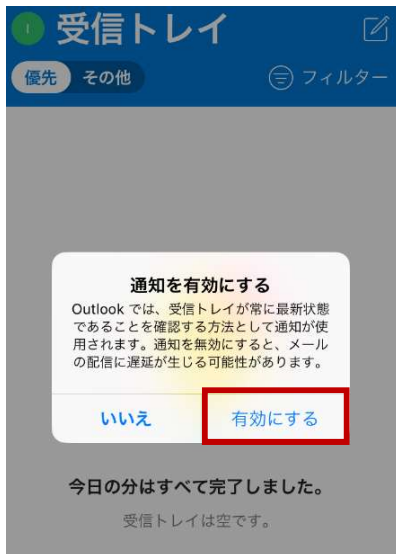 I 受信トレイ
優先 その他 フィルター
通知を有効にする
Outlook では、受信トレイが常に最新状態
であることを確認する方法として通知が使
用されます。通知を無効にすると、メール
の配信に遅延が生じる可能性があります。
いいえ 有効にする
今日の分はすべて完了しました。
受信トレイは空です。